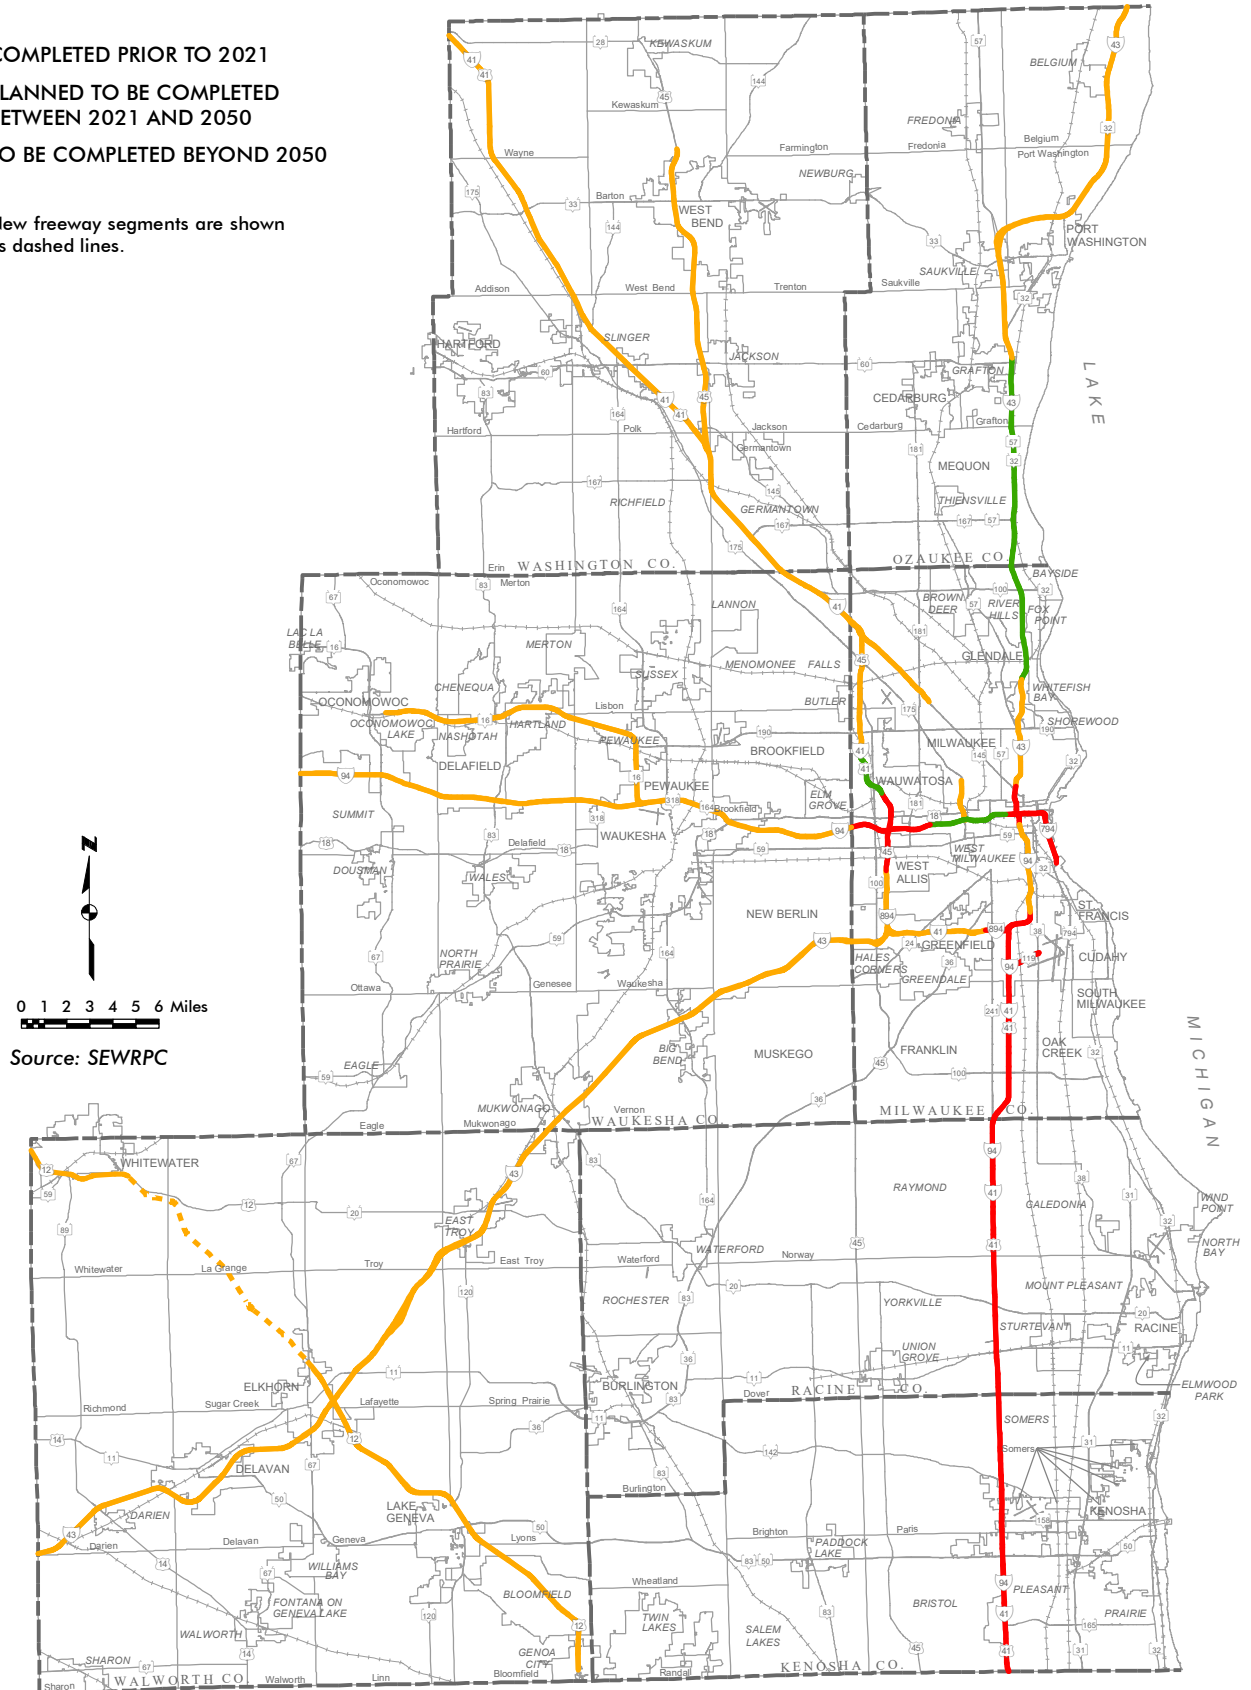 COMPLETED PRIOR TO 2021
PLANNED TO BE COMPLETED
BETWEEN 2021 AND 2050
TO BE COMPLETED BEYOND 2050
New freeway segments are shown
as dashed lines.
KEWASKUM
Kewaskum
BELGIUM
FREDONIA
Belgium
Wayne
Farmington
Fredonia
Port Washington
NEWBURG
Barton
WEST
BEND
PORT
WASHINGTON
SAUKVILLE
Addison
West Bend
Trenton
Saukville
HARTFORD
SLINGER
JACKSON
GRAFTON
CEDARBURG
LAKE
Hartford
Polk
Jackson
Cedarburg
Grafton
Germantown
MEQUON
RICHFIELD
GERMANTOWN
THIENSVILLE
Erin
WASHINGTON CO.
OZAUKEE CO.
Oconomowoc
Merton
BAYSIDE
LANNON
BROWN
DEER
RIVER
HILLS
FOX
POINT
LAC LA
BELLE
MERTON
MENOMONEE FALLS
GLENDALE
SUSSEX
CHENEQUA
WHITEFISH
BAY
OCONOMOWOC
Lisbon
BUTLER
OCONOMOWOC
LAKE
NASHOTAH
HARTLAND
SHOREWOOD
PEWAUKEE
BROOKFIELD
MILWAUKEE
DELAFIELD
PEWAUKEE
WAUWATOSA
ELM
GROVE
SUMMIT
Brookfield
WAUKESHA
Delafield
WEST
MILWAUKEE
DOUSMAN
WALES
WEST
ALLIS
NEW BERLIN
ST.
FRANCIS
NORTH
PRAIRIE
GREENFIELD
HALES
CORNERS
GREENDALE
CUDAHY
Ottawa
Genesee
Waukesha
SOUTH
MILWAUKEE
0 1 2 3 4 5 6 Miles
Source: SEWRPC
EAGLE
BIG
BEND
MUSKEGO
FRANKLIN
OAK
CREEK
MICHIGAN
MUKWONAGO
Vernon
Eagle
Mukwonago
WAUKESHA CO.
MILWAUKEE CO.
WHITEWATER
RAYMOND
CALEDONIA
WIND
POINT
EAST
TROY
NORTH
BAY
Whitewater
La Grange
Troy
East Troy
Waterford
WATERFORD
Norway
ROCHESTER
YORKVILLE
MOUNT PLEASANT
STURTEVANT
RACINE
UNION
GROVE
ELKHORN
BURLINGTON
Dover
RACINE CO.
ELMWOOD
PARK
Richmond
Sugar Creek
Lafayette
Spring Prairie
SOMERS
Somers
DELAVAN
Burlington
DARIEN
LAKE
GENEVA
KENOSHA
Darien
Delavan
Geneva
Lyons
Brighton
Paris
PADDOCK
LAKE
WILLIAMS
BAY
Wheatland
BLOOMFIELD
PLEASANT
PRAIRIE
FONTANA ON
GENEVA LAKE
TWIN
LAKES
BRISTOL
WALWORTH
SALEM
LAKES
SHARON
GENOA
CITY
Sharon
WALWORTH CO.
Walworth
Linn
Bloomfield
Randall
KENOSHA CO.